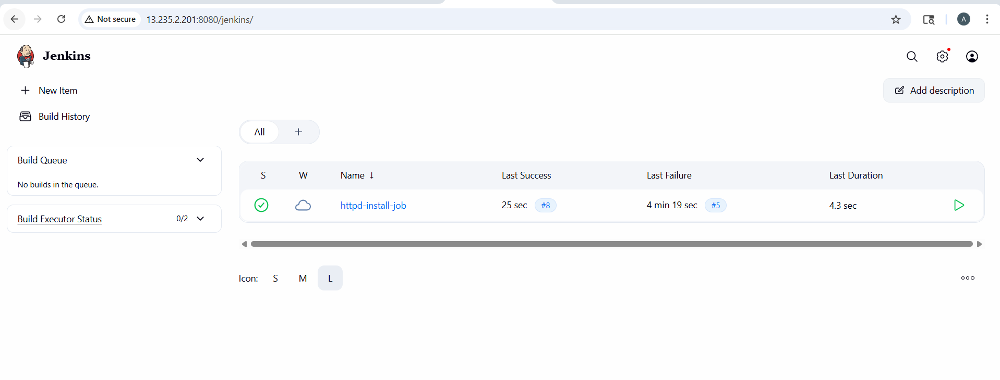 Not secure 13.235.2.201:8080/jenkins/ A
Jenkins
New Item
Add description
Build History
All +
Build Queue
No builds in the queue.
Build Executor Status 0/2
S W Name ↓ Last Success Last Failure Last Duration
httpd-install-job 25 sec #8 4 min 19 sec #5 4.3 sec
Icon: S M L